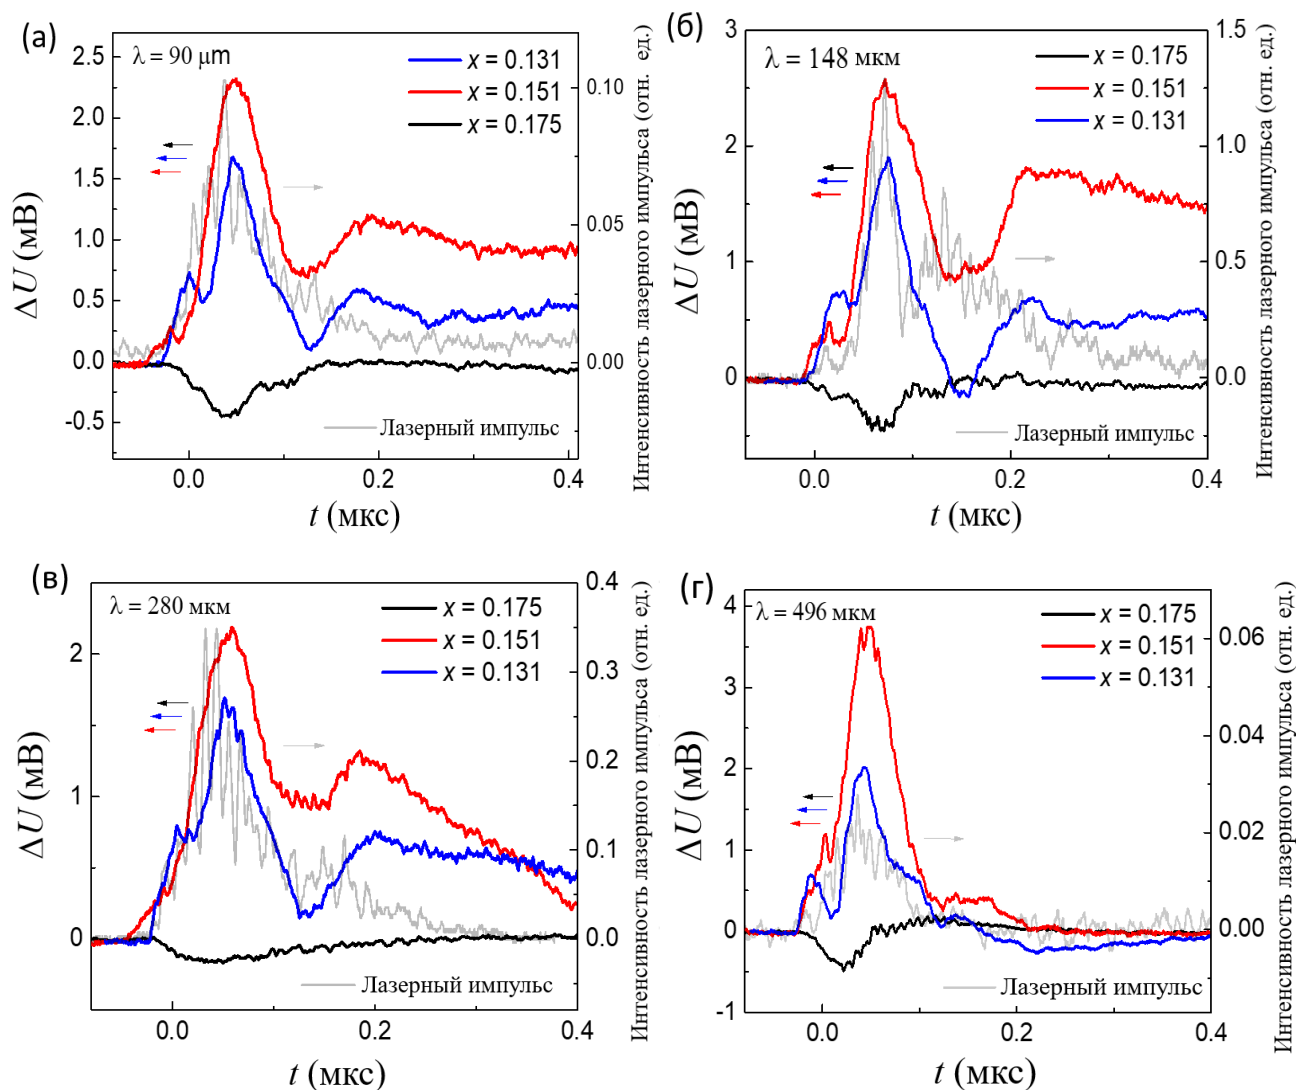 (а)
λ = 90 μm
x = 0.131
x = 0.151
x = 0.175
2.5
2.0
1.5
1.0
0.5
0.0
-0.5
ΔU (мВ)
0.10
0.05
0.00
Интенсивность лазерного импульса (отн. ед.)
Лазерный импульс
0.0
0.2
0.4
t (мкс)
(б)
λ = 148 мкм
x = 0.175
x = 0.151
x = 0.131
3
2
1
0
ΔU (мВ)
1.5
1.0
0.5
0.0
Интенсивность лазерного импульса (отн. ед.)
Лазерный импульс
0.0
0.2
0.4
t (мкс)
(в)
λ = 280 мкм
x = 0.175
x = 0.151
x = 0.131
2
1
0
ΔU (мВ)
0.4
0.3
0.2
0.1
0.0
Интенсивность лазерного импульса (отн. ед.)
Лазерный импульс
0.0
0.2
0.4
t (мкс)
(г)
λ = 496 мкм
x = 0.175
x = 0.151
x = 0.131
4
3
2
1
0
-1
ΔU (мВ)
0.06
0.04
0.02
0.00
Интенсивность лазерного импульса (отн. ед.)
Лазерный импульс
0.0
0.2
0.4
t (мкс)